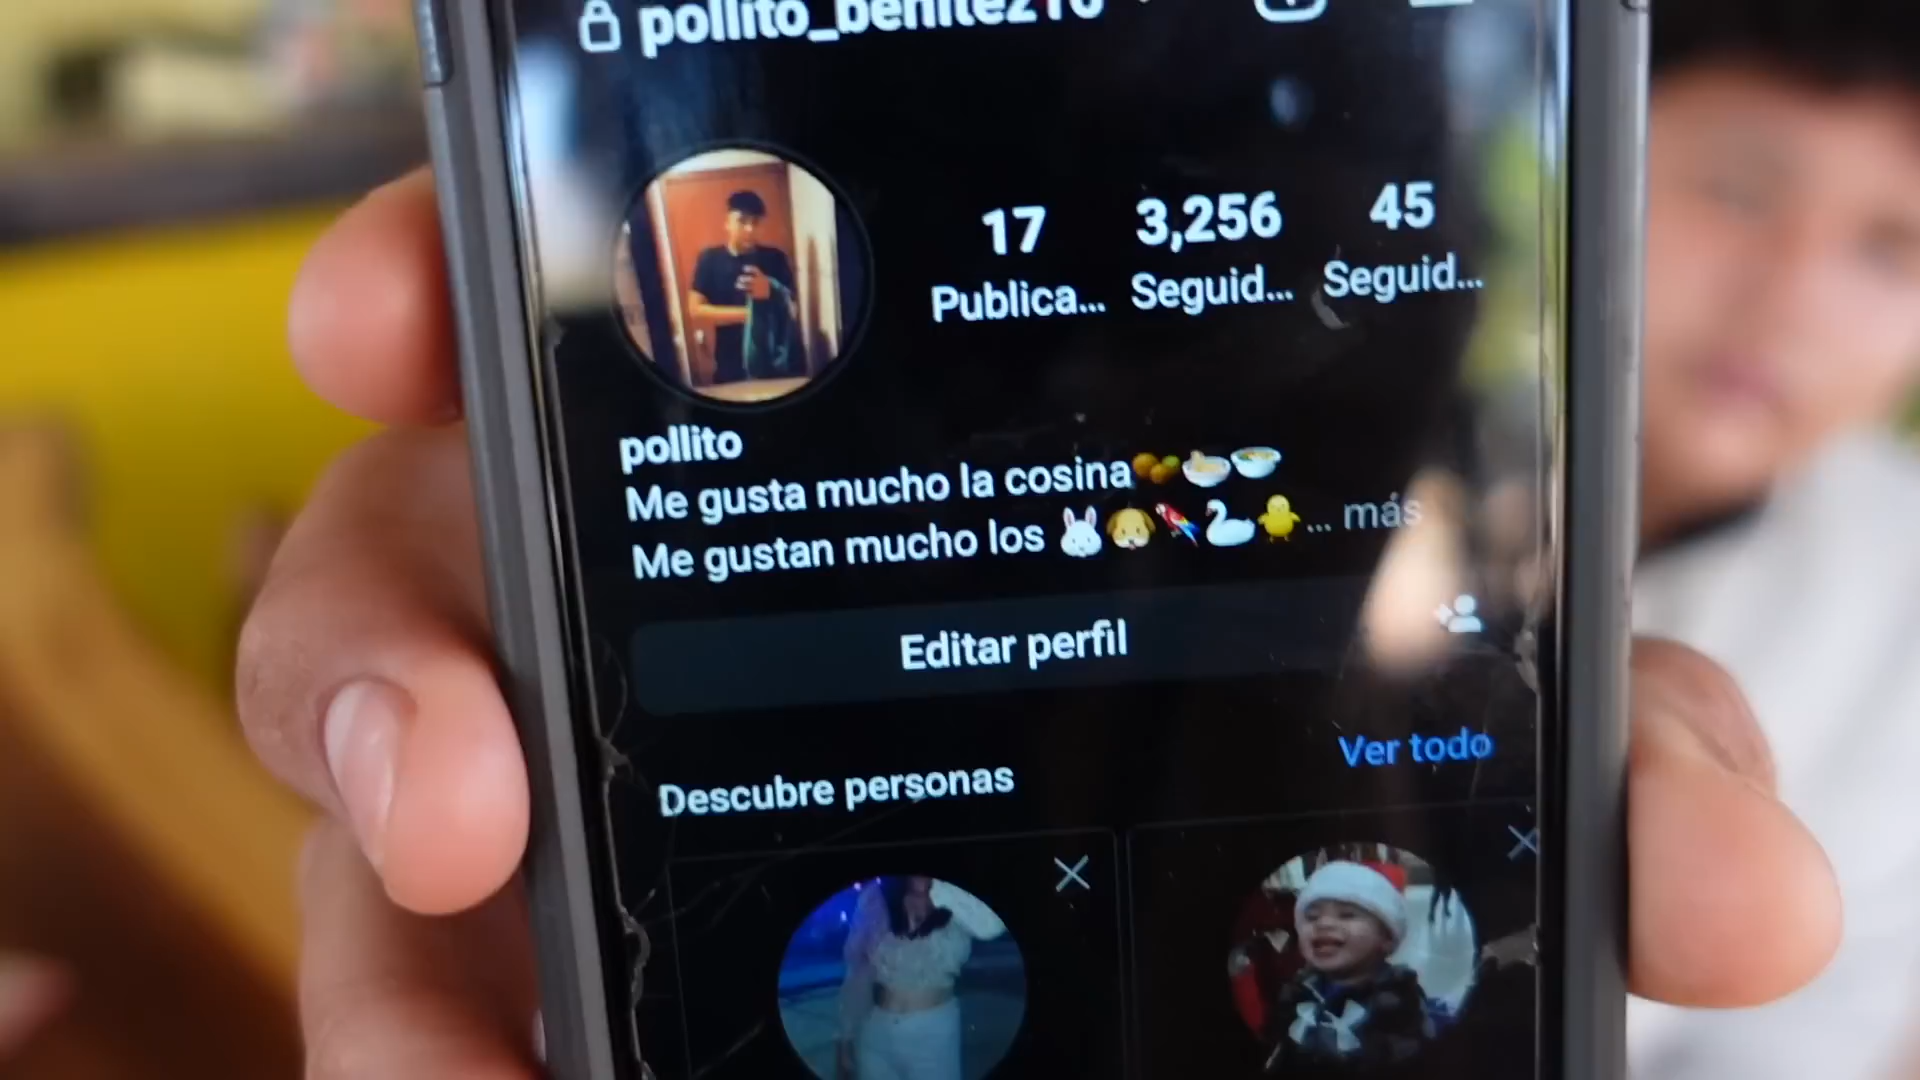 pollito_benitez10
17 3,256 45
Publica... Seguid... Seguid...
pollito
Me gusta mucho la cosina
Me gustan mucho los ... más
Editar perfil
Descubre personas Ver todo